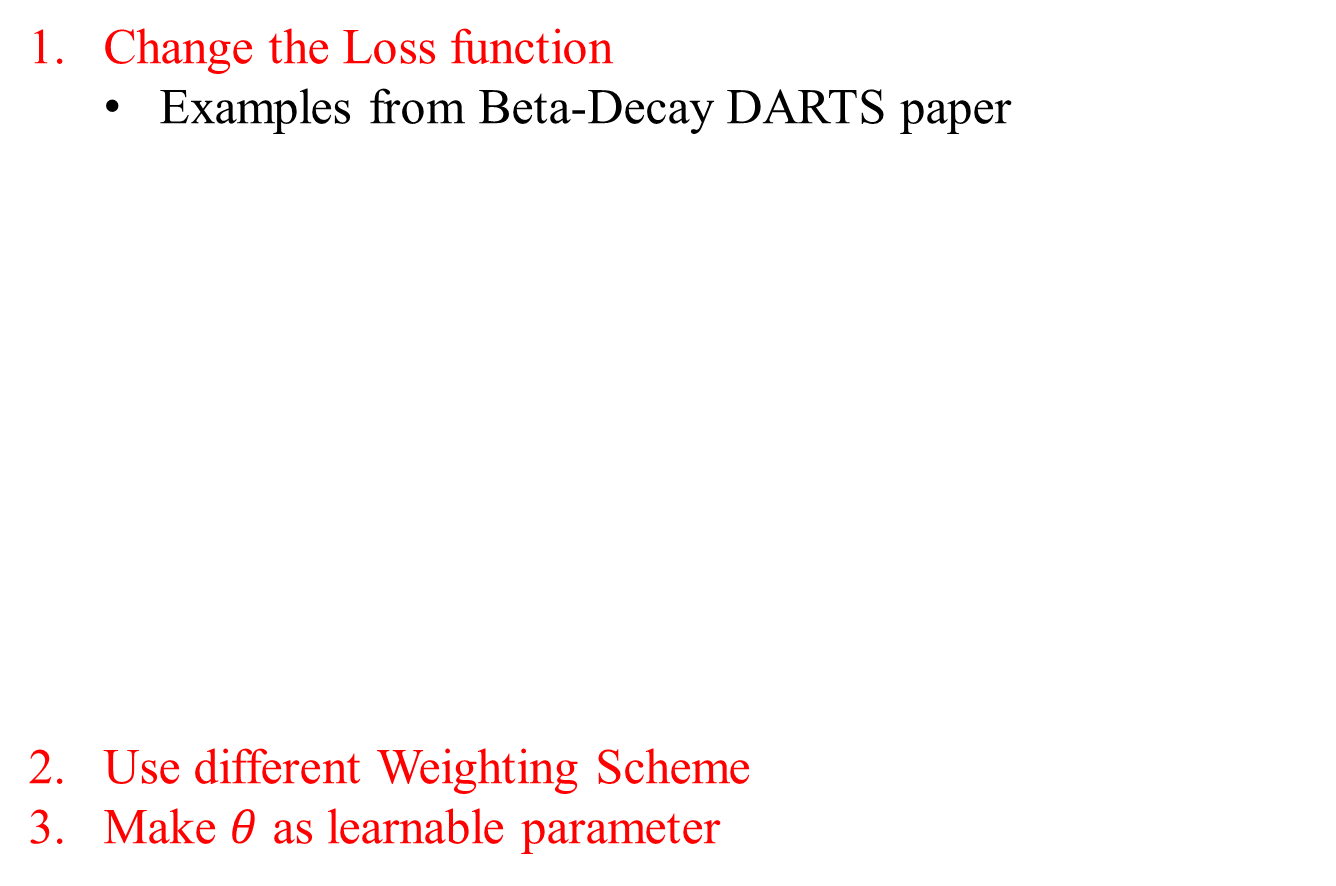 1. Change the Loss function
• Examples from Beta-Decay DARTS paper
2. Use different Weighting Scheme
3. Make θ as learnable parameter